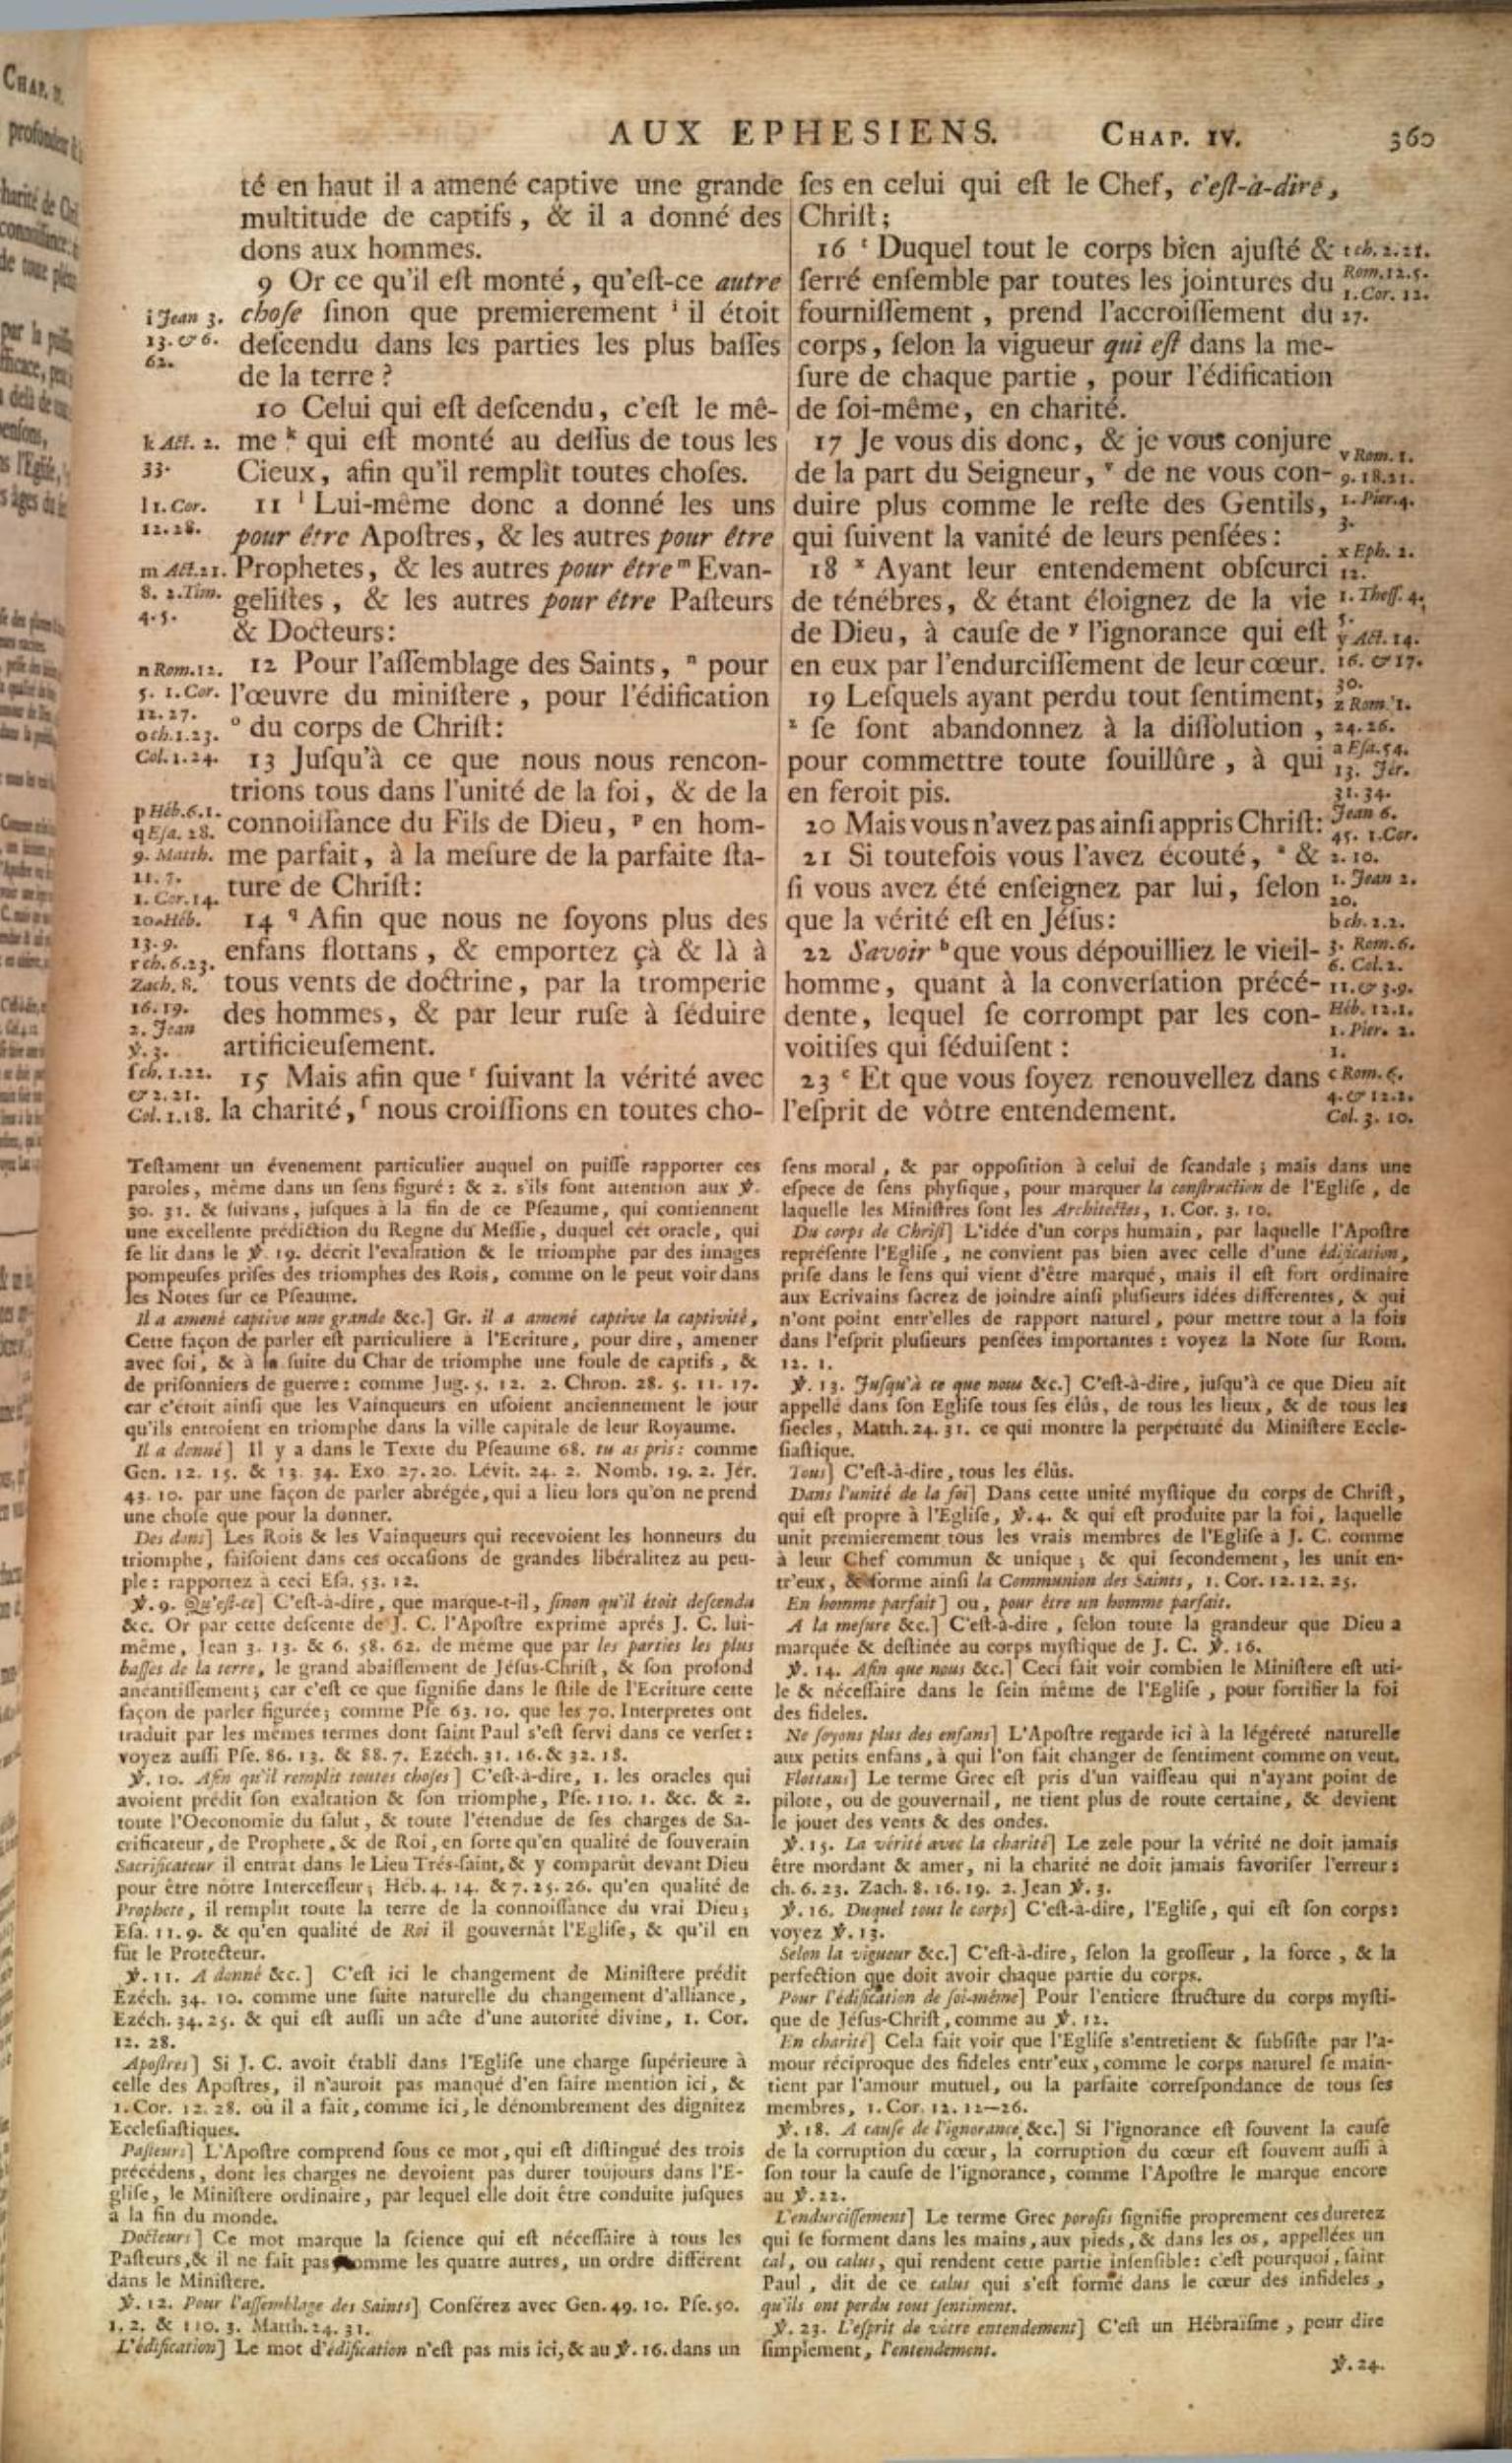 AUX EPHESIENS. CHAP. IV. 360
té en haut il a amené captive une grande
multitude de captifs, & il a donné des
dons aux hommes.
9 Or ce qu'il eſt monté, qu'eſt-ce autre
choſe ſinon que premierement i il étoit
deſcendu dans les parties les plus baſſes
de la terre ?
10 Celui qui eſt deſcendu, c'eſt le mê-
me k qui eſt monté au deſſus de tous les
Cieux, afin qu'il remplît toutes choſes.
11 l Lui-même donc a donné les uns
pour être Apoſtres, & les autres pour être
Prophetes, & les autres pour être m Evan-
geliſtes, & les autres pour être Paſteurs
& Docteurs:
12 Pour l'aſſemblage des Saints, n pour
l'œuvre du miniſtere, pour l'édification
o du corps de Chriſt:
13 Juſqu'à ce que nous nous rencon-
trions tous dans l'unité de la foi, & de la
connoiſſance du Fils de Dieu, p en hom-
me parfait, à la meſure de la parfaite ſta-
ture de Chriſt:
14 q Afin que nous ne ſoyons plus des
enfans flottans, & emportez çà & là à
tous vents de doctrine, par la tromperie
des hommes, & par leur ruſe à ſéduire
artificieuſement.
15 Mais afin que r ſuivant la vérité avec
la charité, ſ nous croiſſions en toutes cho-
i Jean 3.
13. & 6.
62.
k Act. 2.
33.
l 1. Cor.
12. 28.
m Act. 21.
8. 2. Tim.
4. 5.
n Rom. 12.
5. 1. Cor.
12. 27.
o ch. 1. 23.
Col. 1. 24.
p Héb. 6. 1.
q Eſa. 28.
9. Matth.
11. 7.
1. Cor. 14.
20. Héb.
13. 9.
r ch. 6. 23.
Zach. 8.
16. 19.
2. Jean
℣. 3.
ſ ch. 1. 22.
& 2. 21.
Col. 1. 18.
ſes en celui qui eſt le Chef, c'eſt-à-dire,
Chriſt;
16 t Duquel tout le corps bien ajuſté &
ſerré enſemble par toutes les jointures du
fourniſſement, prend l'accroiſſement du
corps, ſelon la vigueur qui eſt dans la me-
ſure de chaque partie, pour l'édification
de ſoi-même, en charité.
17 Je vous dis donc, & je vous conjure
de la part du Seigneur, v de ne vous con-
duire plus comme le reſte des Gentils,
qui ſuivent la vanité de leurs penſées :
18 x Ayant leur entendement obſcurci
de ténébres, & étant éloignez de la vie
de Dieu, à cauſe de y l'ignorance qui eſt
en eux par l'endurciſſement de leur cœur.
19 Leſquels ayant perdu tout ſentiment,
z ſe ſont abandonnez à la diſſolution,
pour commettre toute ſouillûre, à qui
en feroit pis.
20 Mais vous n'avez pas ainſi appris Chriſt:
21 Si toutefois vous l'avez écouté, a &
ſi vous avez été enſeignez par lui, ſelon
que la vérité eſt en Jéſus:
22 Savoir b que vous dépouilliez le vieil-
homme, quant à la converſation précé-
dente, lequel ſe corrompt par les con-
voitiſes qui ſéduiſent :
23 c Et que vous ſoyez renouvellez dans
l'eſprit de vôtre entendement.
t ch. 2. 21.
Rom. 12. 5.
1. Cor. 12.
27.
v Rom. 1.
9. 18. 21.
1. Pier. 4.
3.
x Eph. 2.
12.
1. Theſſ. 4.
5.
y Act. 14.
16. & 17.
30.
z Rom. 1.
24. 26.
a Eſa. 54.
13. Jér.
31. 34.
Jean 6.
45. 1. Cor.
2. 10.
1. Jean 2.
20.
b ch. 2. 2.
3. Rom. 6.
6. Col. 2.
11. & 3. 9.
Héb. 12. 1.
1. Pier. 2.
1.
c Rom. 6.
4. & 12. 2.
Col. 3. 10.
Teſtament un évenement particulier auquel on puiſſe rapporter ces
paroles, même dans un ſens figuré: & 2. s'ils font attention aux ℣.
30. 31. & ſuivans, juſques à la fin de ce Pſeaume, qui contiennent
une excellente prédiction du Regne du Meſſie, duquel cét oracle, qui
ſe lit dans le ℣. 19. décrit l'exaltation & le triomphe par des images
pompeuſes priſes des triomphes des Rois, comme on le peut voir dans
les Notes ſur ce Pſeaume.
Il a amené captive une grande &c.] Gr. il a amené captive la captivité,
Cette façon de parler eſt particuliere à l'Ecriture, pour dire, amener
avec ſoi, & à la ſuite du Char de triomphe une foule de captifs, &
de priſonniers de guerre: comme Jug. 5. 12. 2. Chron. 28. 5. 11. 17.
car c'étoit ainſi que les Vainqueurs en uſoient anciennement le jour
qu'ils entroient en triomphe dans la ville capitale de leur Royaume.
Il a donné] Il y a dans le Texte du Pſeaume 68. tu as pris: comme
Gen. 12. 15. & 13. 34. Exo. 27. 20. Lévit. 24. 2. Nomb. 19. 2. Jér.
43. 10. par une façon de parler abrégée, qui a lieu lors qu'on ne prend
une choſe que pour la donner.
Des dons] Les Rois & les Vainqueurs qui recevoient les honneurs du
triomphe, faiſoient dans ces occaſions de grandes libéralitez au peu-
ple: rapportez à ceci Eſa. 53. 12.
℣. 9. Qu'eſt-ce] C'eſt-à-dire, que marque-t-il, ſinon qu'il étoit deſcendu
&c. Or par cette deſcente de J. C. l'Apoſtre exprime aprés J. C. lui-
même, Jean 3. 13. & 6. 58. 62. de même que par les parties les plus
baſſes de la terre, le grand abaiſſement de Jéſus-Chriſt, & ſon profond
anéantiſſement; car c'eſt ce que ſignifie dans le ſtile de l'Ecriture cette
façon de parler figurée; comme Pſe 63. 10. que les 70. Interpretes ont
traduit par les mêmes termes dont ſaint Paul s'eſt ſervi dans ce verſet:
voyez auſſi Pſe. 86. 13. & 88. 7. Ezéch. 31. 16. & 32. 18.
℣. 10. Afin qu'il remplît toutes choſes] C'eſt-à-dire, 1. les oracles qui
avoient prédit ſon exaltation & ſon triomphe, Pſe. 110. 1. &c. & 2.
toute l'Oeconomie du ſalut, & toute l'étendue de ſes charges de Sa-
crificateur, de Prophete, & de Roi, en ſorte qu'en qualité de ſouverain
Sacrificateur il entrât dans le Lieu Trés-ſaint, & y comparût devant Dieu
pour être nôtre Interceſſeur; Héb. 4. 14. & 7. 25. 26. qu'en qualité de
Prophete, il remplît toute la terre de la connoiſſance du vrai Dieu;
Eſa. 11. 9. & qu'en qualité de Roi il gouvernât l'Egliſe, & qu'il en
fût le Protecteur.
℣. 11. A donné &c.] C'eſt ici le changement de Miniſtere prédit
Ezéch. 34. 10. comme une ſuite naturelle du changement d'alliance,
Ezéch. 34. 25. & qui eſt auſſi un acte d'une autorité divine, 1. Cor.
12. 28.
Apoſtres] Si J. C. avoit établi dans l'Egliſe une charge ſupérieure à
celle des Apoſtres, il n'auroit pas manqué d'en faire mention ici, &
1. Cor. 12. 28. où il a fait, comme ici, le dénombrement des dignitez
Eccleſiaſtiques.
Paſteurs] L'Apoſtre comprend ſous ce mot, qui eſt diſtingué des trois
précédens, dont les charges ne devoient pas durer toûjours dans l'E-
gliſe, le Miniſtere ordinaire, par lequel elle doit être conduite juſques
à la fin du monde.
Docteurs] Ce mot marque la ſcience qui eſt néceſſaire à tous les
Paſteurs, & il ne fait pas comme les quatre autres, un ordre différent
dans le Miniſtere.
℣. 12. Pour l'aſſemblage des Saints] Conférez avec Gen. 49. 10. Pſe. 50.
1. 2. & 110. 3. Matth. 24. 31.
L'édification] Le mot d'édification n'eſt pas mis ici, & au ℣. 16. dans un
ſens moral, & par oppoſition à celui de ſcandale; mais dans une
eſpece de ſens phyſique, pour marquer la conſtruction de l'Egliſe, de
laquelle les Miniſtres ſont les Architectes, 1. Cor. 3. 10.
Du corps de Chriſt] L'idée d'un corps humain, par laquelle l'Apoſtre
repréſente l'Egliſe, ne convient pas bien avec celle d'une édification,
priſe dans le ſens qui vient d'être marqué, mais il eſt fort ordinaire
aux Ecrivains ſacrez de joindre ainſi pluſieurs idées différentes, & qui
n'ont point entr'elles de rapport naturel, pour mettre tout à la fois
dans l'eſprit pluſieurs penſées importantes: voyez la Note ſur Rom.
12. 1.
℣. 13. Juſqu'à ce que nous &c.] C'eſt-à-dire, juſqu'à ce que Dieu ait
appellé dans ſon Egliſe tous ſes élûs, de tous les lieux, & de tous les
ſiecles, Matth. 24. 31. ce qui montre la perpétuité du Miniſtere Eccle-
ſiaſtique.
Tous] C'eſt-à-dire, tous les élûs.
Dans l'unité de la foi] Dans cette unité myſtique du corps de Chriſt,
qui eſt propre à l'Egliſe, ℣. 4. & qui eſt produite par la foi, laquelle
unit premierement tous les vrais membres de l'Egliſe à J. C. comme
à leur Chef commun & unique; & qui ſecondement, les unit en-
tr'eux, & forme ainſi la Communion des Saints, 1. Cor. 12. 12. 25.
En homme parfait] ou, pour être un homme parfait.
A la meſure &c.] C'eſt-à-dire, ſelon toute la grandeur que Dieu a
marquée & deſtinée au corps myſtique de J. C. ℣. 16.
℣. 14. Afin que nous &c.] Ceci fait voir combien le Miniſtere eſt uti-
le & néceſſaire dans le ſein même de l'Egliſe, pour fortifier la foi
des fideles.
Ne ſoyons plus des enfans] L'Apoſtre regarde ici à la légéreté naturelle
aux petits enfans, à qui l'on fait changer de ſentiment comme on veut.
Flottans] Le terme Grec eſt pris d'un vaiſſeau qui n'ayant point de
pilote, ou de gouvernail, ne tient plus de route certaine, & devient
le jouet des vents & des ondes.
℣. 15. La vérité avec la charité] Le zele pour la vérité ne doit jamais
être mordant & amer, ni la charité ne doit jamais favoriſer l'erreur:
ch. 6. 23. Zach. 8. 16. 19. 2. Jean ℣. 3.
℣. 16. Duquel tout le corps] C'eſt-à-dire, l'Egliſe, qui eſt ſon corps:
voyez ℣. 13.
Selon la vigueur &c.] C'eſt-à-dire, ſelon la groſſeur, la force, & la
perfection que doit avoir chaque partie du corps.
Pour l'édification de ſoi-même] Pour l'entiere ſtructure du corps myſti-
que de Jéſus-Chriſt, comme au ℣. 12.
En charité] Cela fait voir que l'Egliſe s'entretient & ſubſiſte par l'a-
mour réciproque des fideles entr'eux, comme le corps naturel ſe main-
tient par l'amour mutuel, ou la parfaite correſpondance de tous ſes
membres, 1. Cor. 12. 12—26.
℣. 18. A cauſe de l'ignorance &c.] Si l'ignorance eſt ſouvent la cauſe
de la corruption du cœur, la corruption du cœur eſt ſouvent auſſi à
ſon tour la cauſe de l'ignorance, comme l'Apoſtre le marque encore
au ℣. 22.
L'endurciſſement] Le terme Grec poroſis ſignifie proprement ces duretez
qui ſe forment dans les mains, aux pieds, & dans les os, appellées un
cal, ou calus, qui rendent cette partie inſenſible: c'eſt pourquoi, ſaint
Paul, dit de ce calus qui s'eſt formé dans le cœur des infideles,
qu'ils ont perdu tout ſentiment.
℣. 23. L'eſprit de vôtre entendement] C'eſt un Hébraïſme, pour dire
ſimplement, l'entendement.
℣. 24.